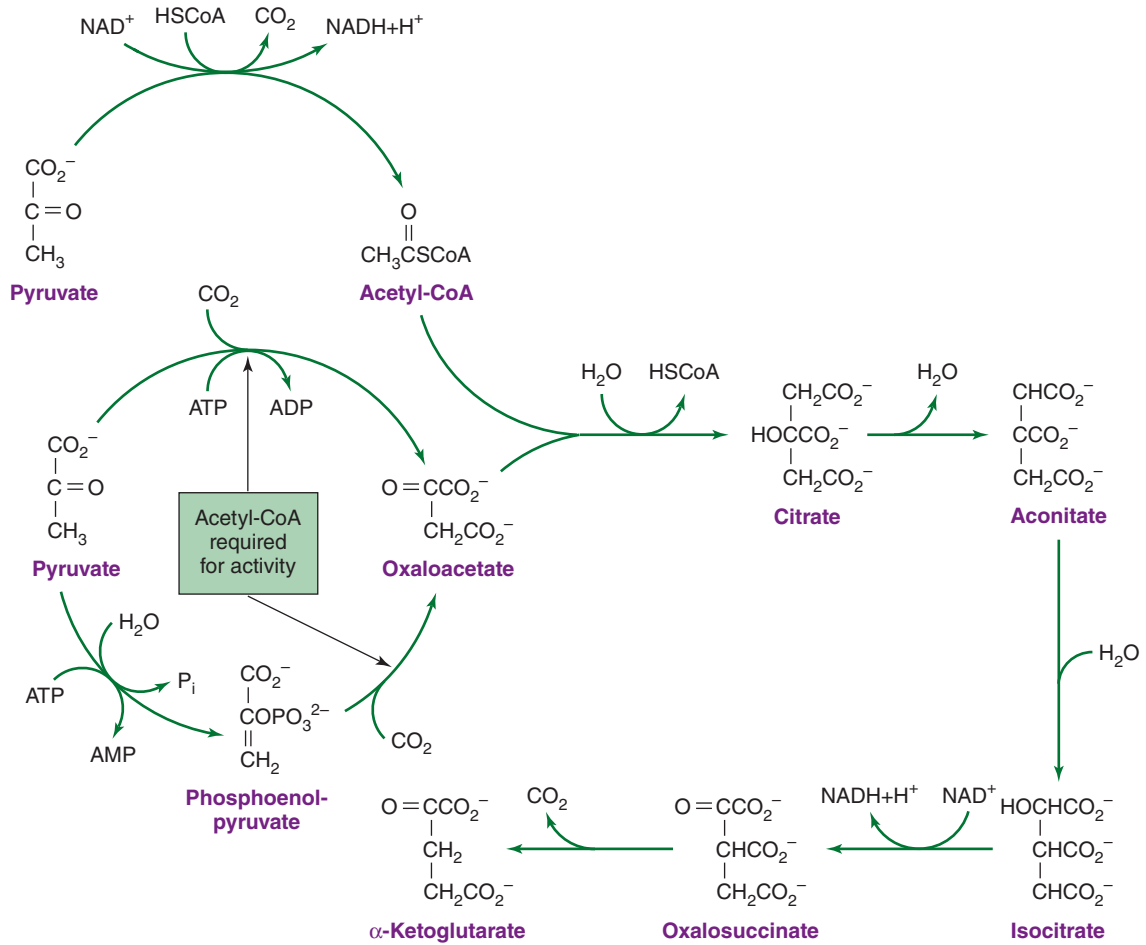 NAD⁺ HSCoA CO₂ NADH+H⁺
CO₂⁻
C=O
CH₃
Pyruvate
O
CH₃CSCoA
Acetyl-CoA
CO₂
ATP ADP
CO₂⁻
C=O
CH₃
Pyruvate
Acetyl-CoA
required
for activity
O=CCO₂⁻
CH₂CO₂⁻
Oxaloacetate
H₂O HSCoA
CH₂CO₂⁻
HOCCO₂⁻
CH₂CO₂⁻
Citrate
H₂O
CHCO₂⁻
CCO₂⁻
CH₂CO₂⁻
Aconitate
H₂O
H₂O
ATP
Pᵢ
AMP
CO₂⁻
COPO₃²⁻
CH₂
Phosphoenol-
pyruvate
CO₂
O=CCO₂⁻
CH₂
CH₂CO₂⁻
α-Ketoglutarate
CO₂
O=CCO₂⁻
CHCO₂⁻
CH₂CO₂⁻
Oxalosuccinate
NADH+H⁺ NAD⁺
HOCHCO₂⁻
CHCO₂⁻
CHCO₂⁻
Isocitrate